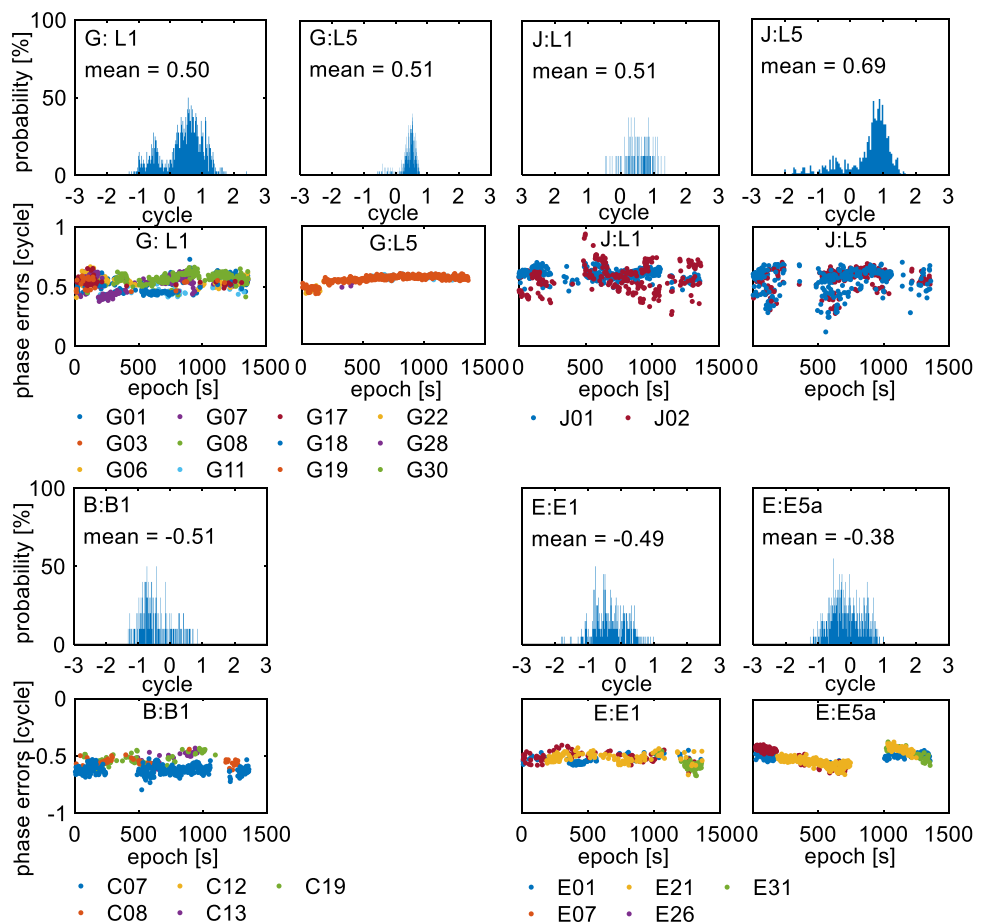 probability [%]
100
50
0
G: L1
mean = 0.50
G:L5
mean = 0.51
J:L1
mean = 0.51
J:L5
mean = 0.69
-3 -2 -1 0 1 2 3 -3 -2 -1 0 1 2 3 -3 -2 -1 0 1 2 3 -3 -2 -1 0 1 2 3
cycle cycle cycle cycle
phase errors [cycle]
1
0.5
0
G: L1 G:L5 J:L1 J:L5
0 500 1000 1500 0 500 1000 1500 0 500 1000 1500 0 500 1000 1500
epoch [s] epoch [s] epoch [s] epoch [s]
G01 G07 G17 G22 J01 J02
G03 G08 G18 G28
G06 G11 G19 G30
probability [%]
100
50
0
B:B1
mean = -0.51
E:E1
mean = -0.49
E:E5a
mean = -0.38
-3 -2 -1 0 1 2 3 -3 -2 -1 0 1 2 3 -3 -2 -1 0 1 2 3
cycle cycle cycle
phase errors [cycle]
0
-0.5
-1
B:B1 E:E1 E:E5a
0 500 1000 1500 0 500 1000 1500 0 500 1000 1500
epoch [s] epoch [s] epoch [s]
C07 C12 C19 E01 E21 E31
C08 C13 E07 E26